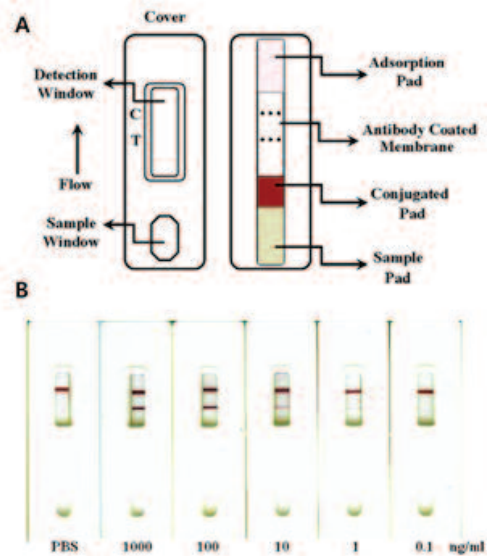 A
Cover
Detection
Window
C
T
Flow
Sample
Window
Adsorption
Pad
Antibody Coated
Membrane
Conjugated
Pad
Sample
Pad
B
PBS 1000 100 10 1 0.1 ng/ml